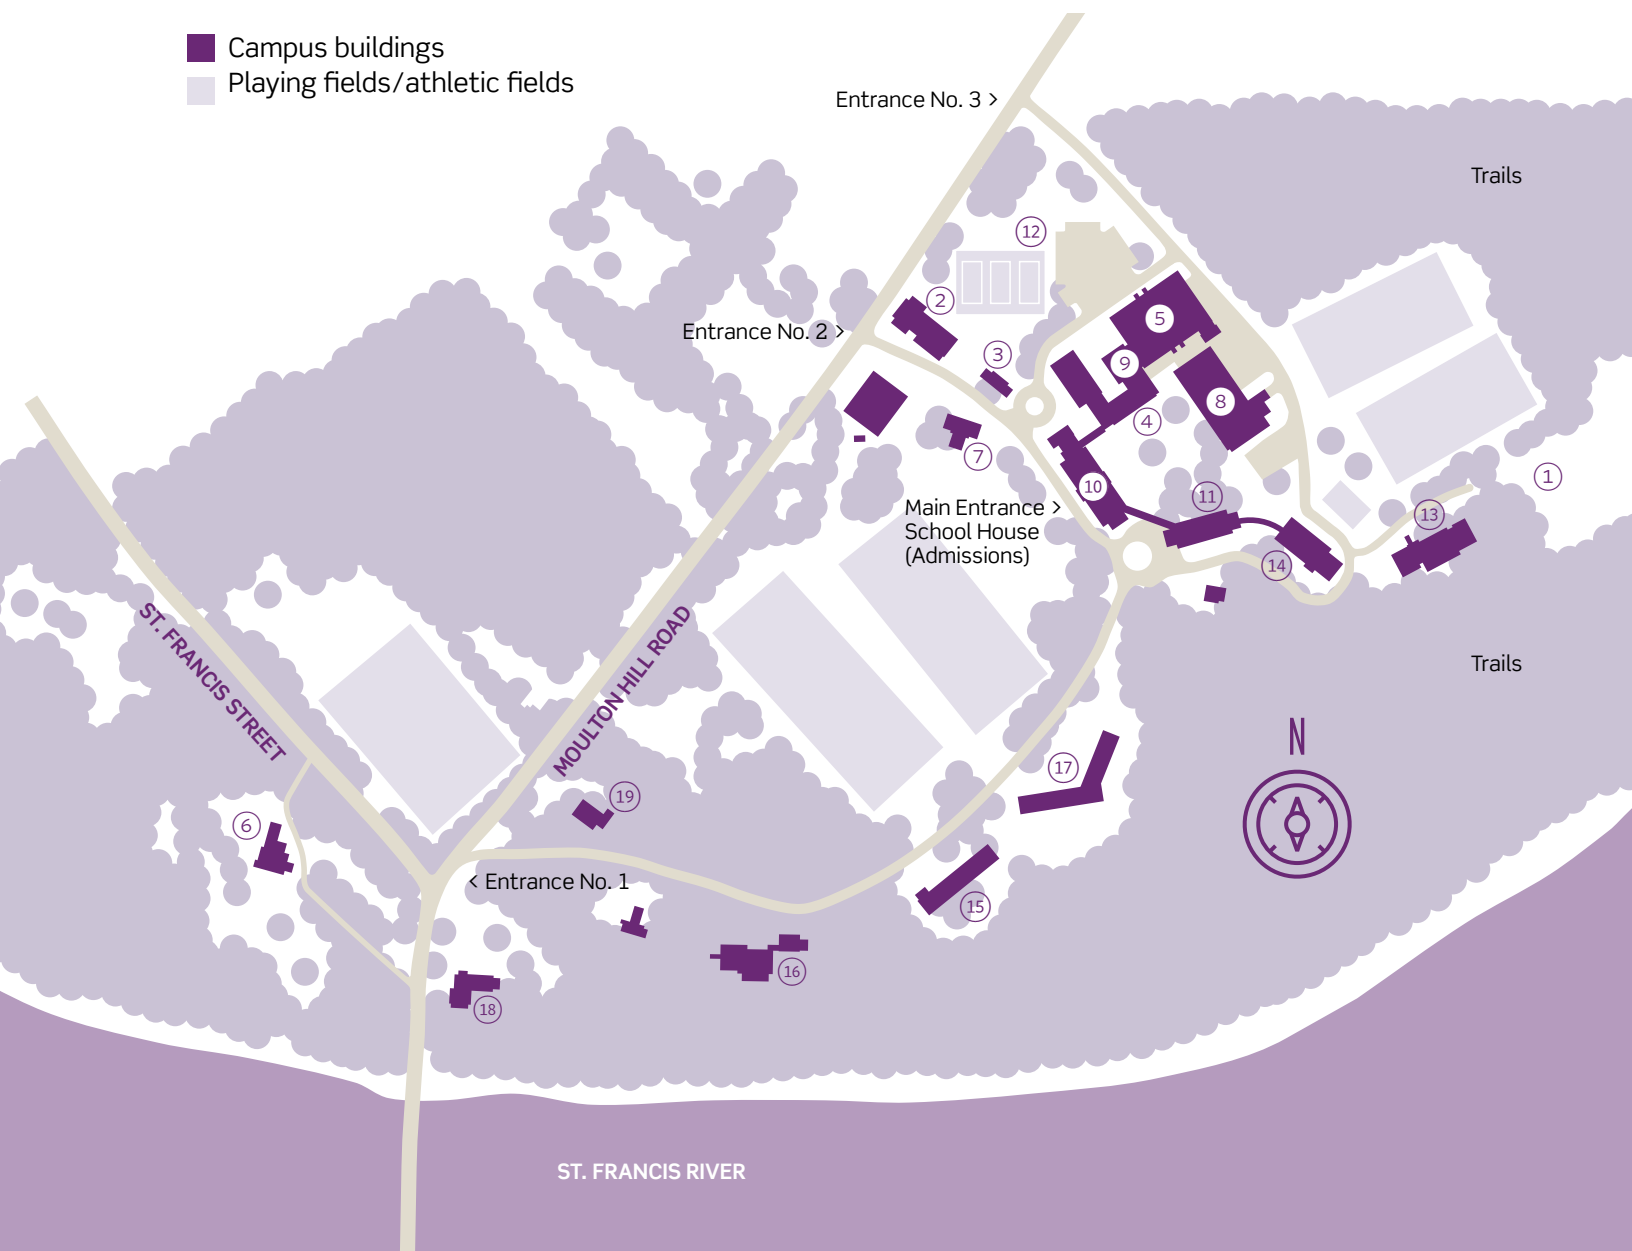 Campus buildings
Playing fields/athletic fields
Entrance No. 3 >
Trails
12
2
5
Entrance No. 2 >
3
9
8
4
7
1
10
11
Main Entrance >
School House
(Admissions)
13
14
ST. FRANCIS STREET
MOULTON HILL ROAD
Trails
N
17
19
6
< Entrance No. 1
15
16
18
ST. FRANCIS RIVER